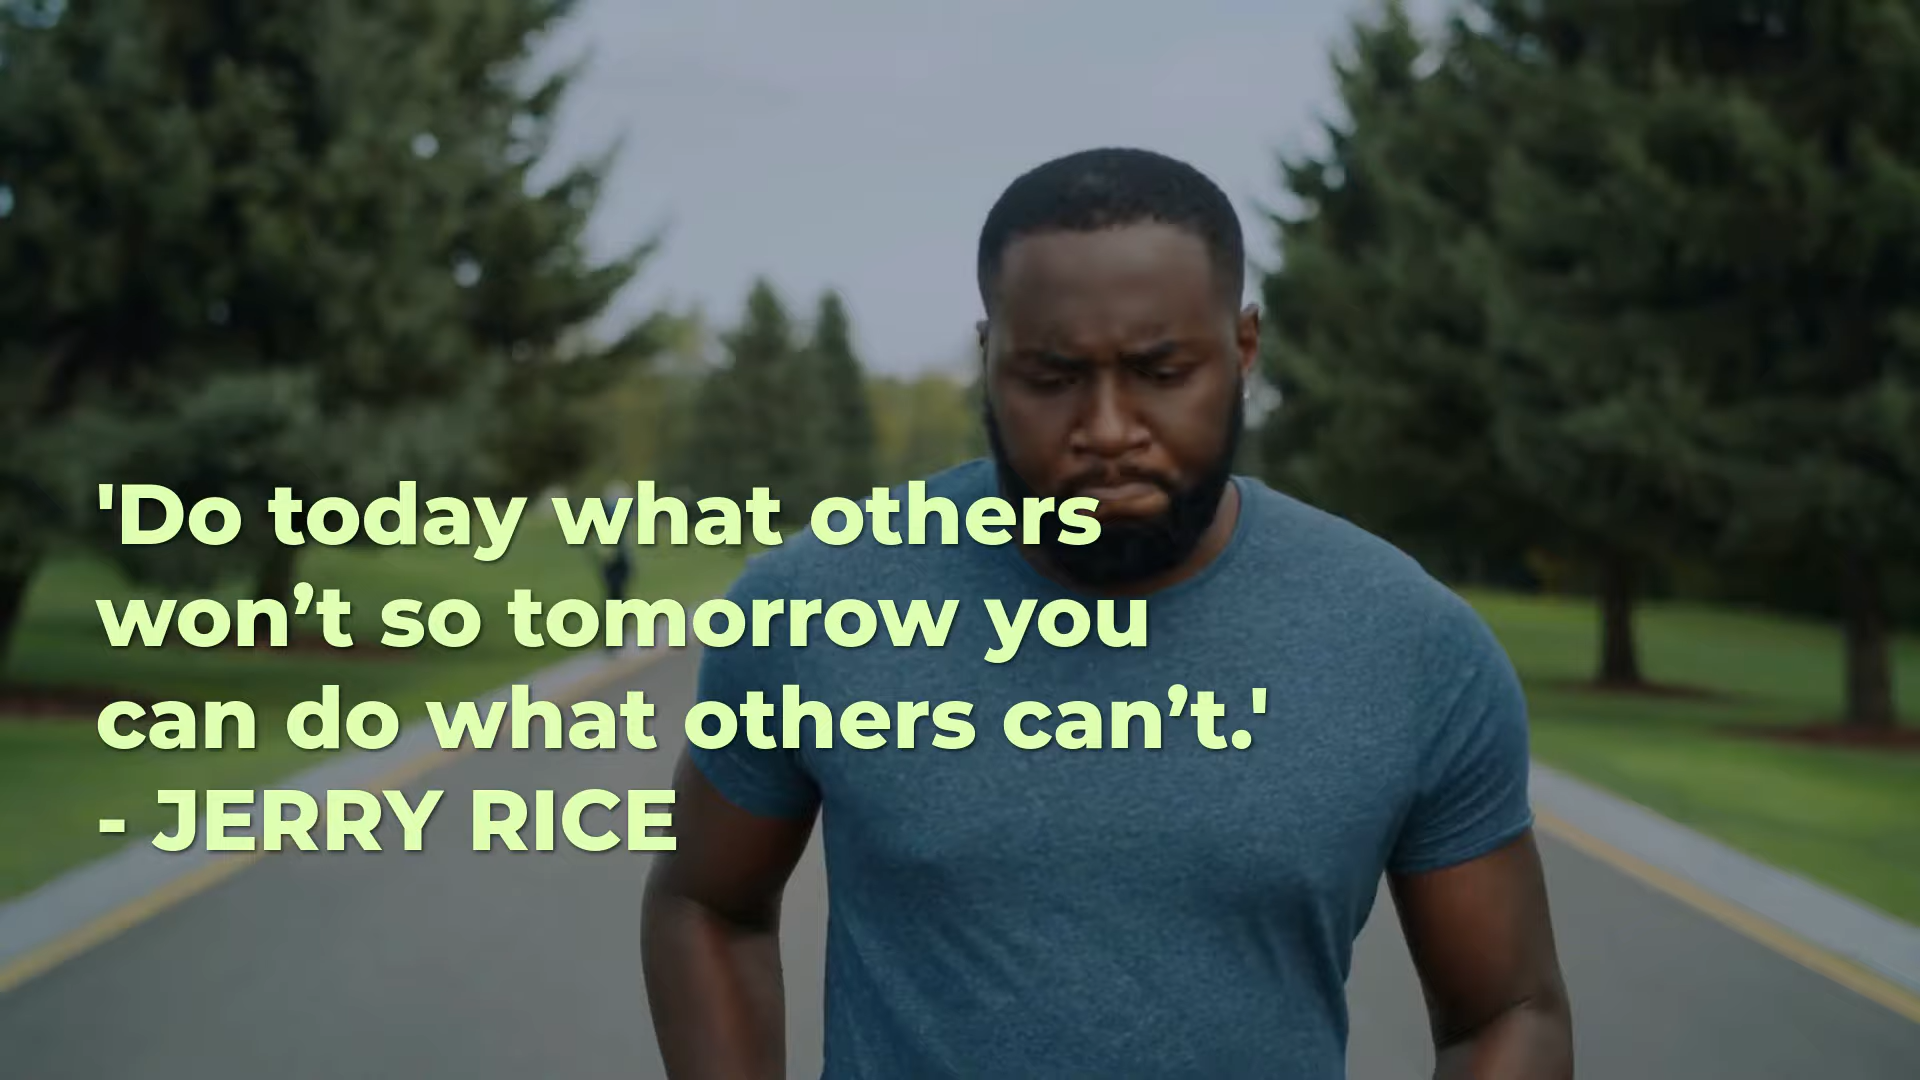 'Do today what others
won’t so tomorrow you
can do what others can’t.'
- JERRY RICE